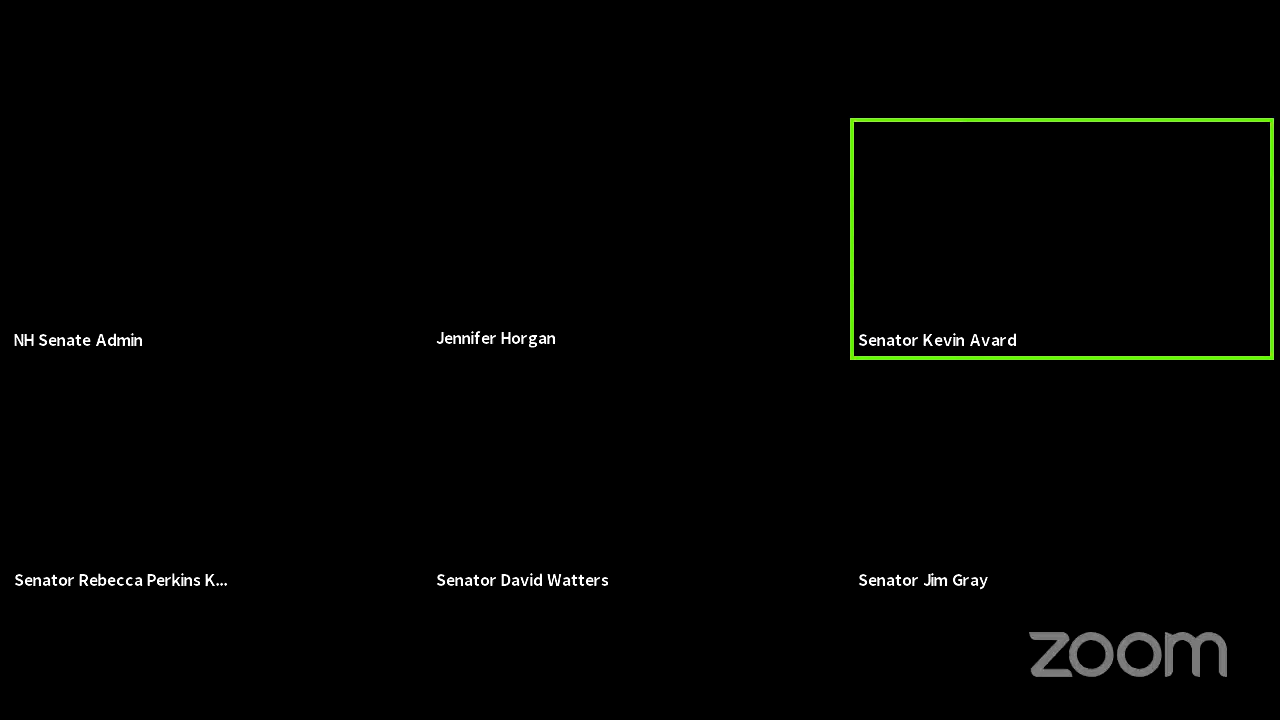 NH Senate Admin
Jennifer Horgan
Senator Kevin Avard
Senator Rebecca Perkins K...
Senator David Watters
Senator Jim Gray
zoom